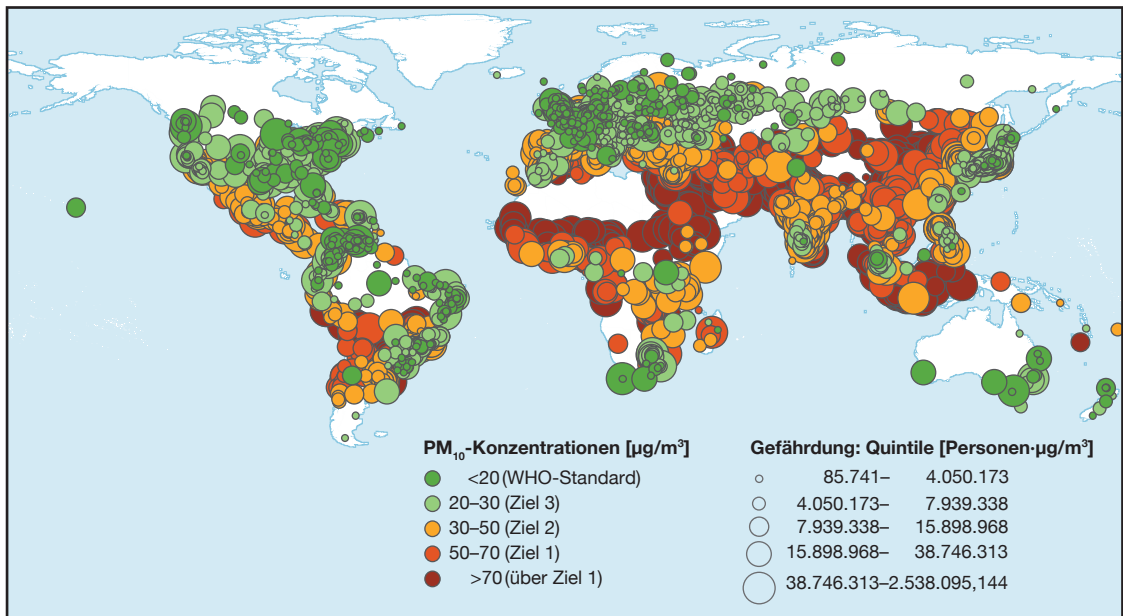 PM₁₀-Konzentrationen [µg/m³]
<20 (WHO-Standard)
20–30 (Ziel 3)
30–50 (Ziel 2)
50–70 (Ziel 1)
>70 (über Ziel 1)
Gefährdung: Quintile [Personen·µg/m³]
85.741– 4.050.173
4.050.173– 7.939.338
7.939.338– 15.898.968
15.898.968– 38.746.313
38.746.313–2.538.095,144